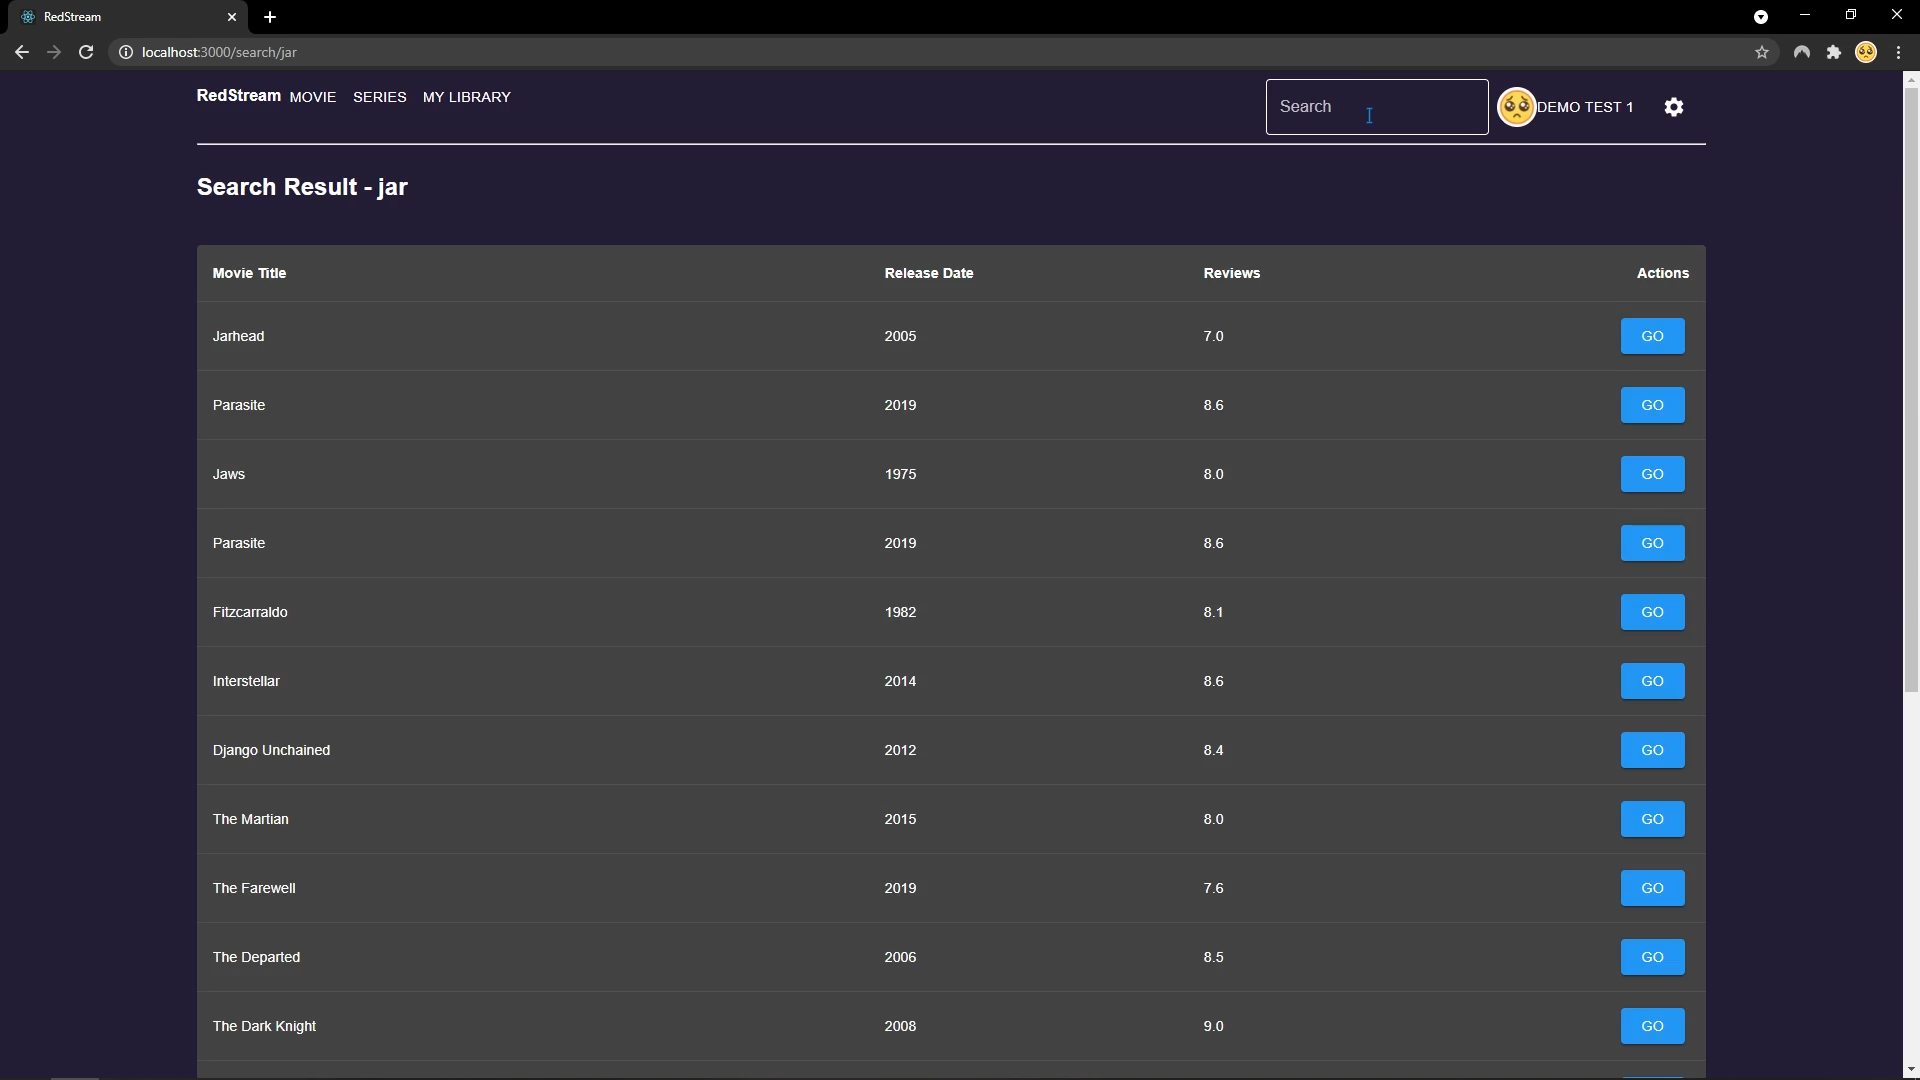 RedStream
localhost:3000/search/jar
RedStream MOVIE SERIES MY LIBRARY Search DEMO TEST 1
Search Result - jar
Movie Title Release Date Reviews Actions
Jarhead 2005 7.0 GO
Parasite 2019 8.6 GO
Jaws 1975 8.0 GO
Parasite 2019 8.6 GO
Fitzcarraldo 1982 8.1 GO
Interstellar 2014 8.6 GO
Django Unchained 2012 8.4 GO
The Martian 2015 8.0 GO
The Farewell 2019 7.6 GO
The Departed 2006 8.5 GO
The Dark Knight 2008 9.0 GO